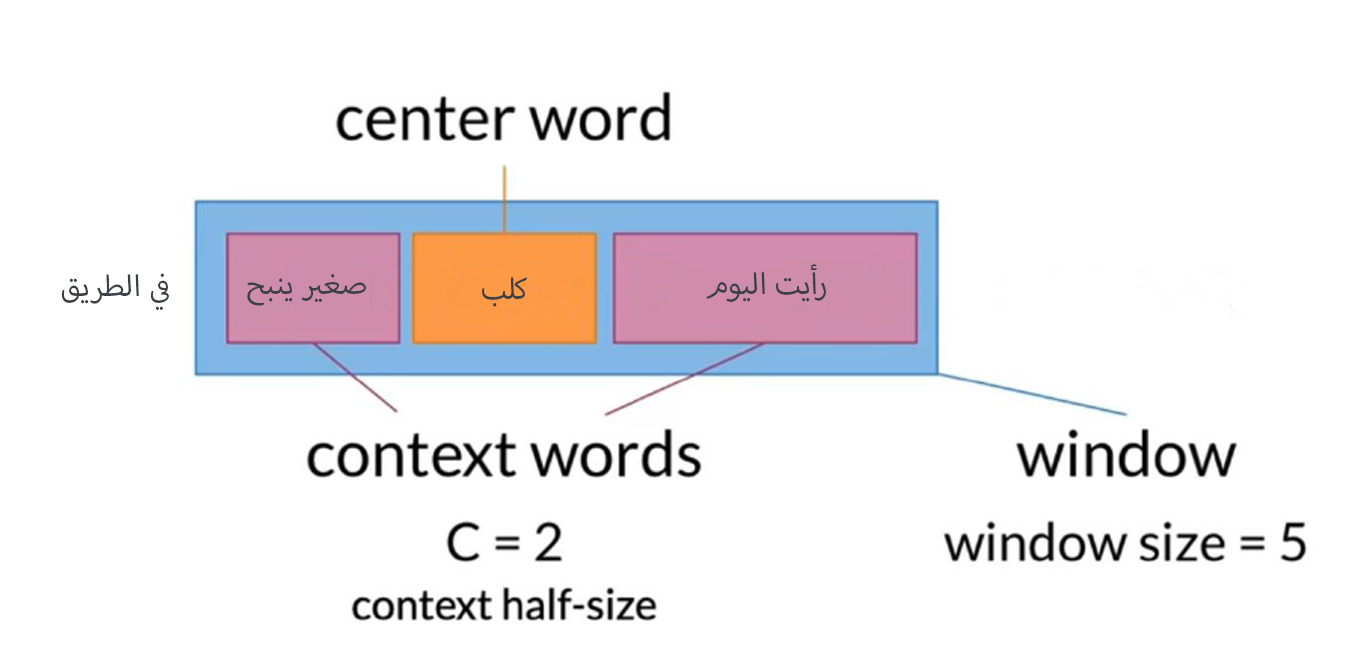 center word
رأيت اليوم كلب صغير ينبح في الطريق
context words
window
C = 2
window size = 5
context half-size